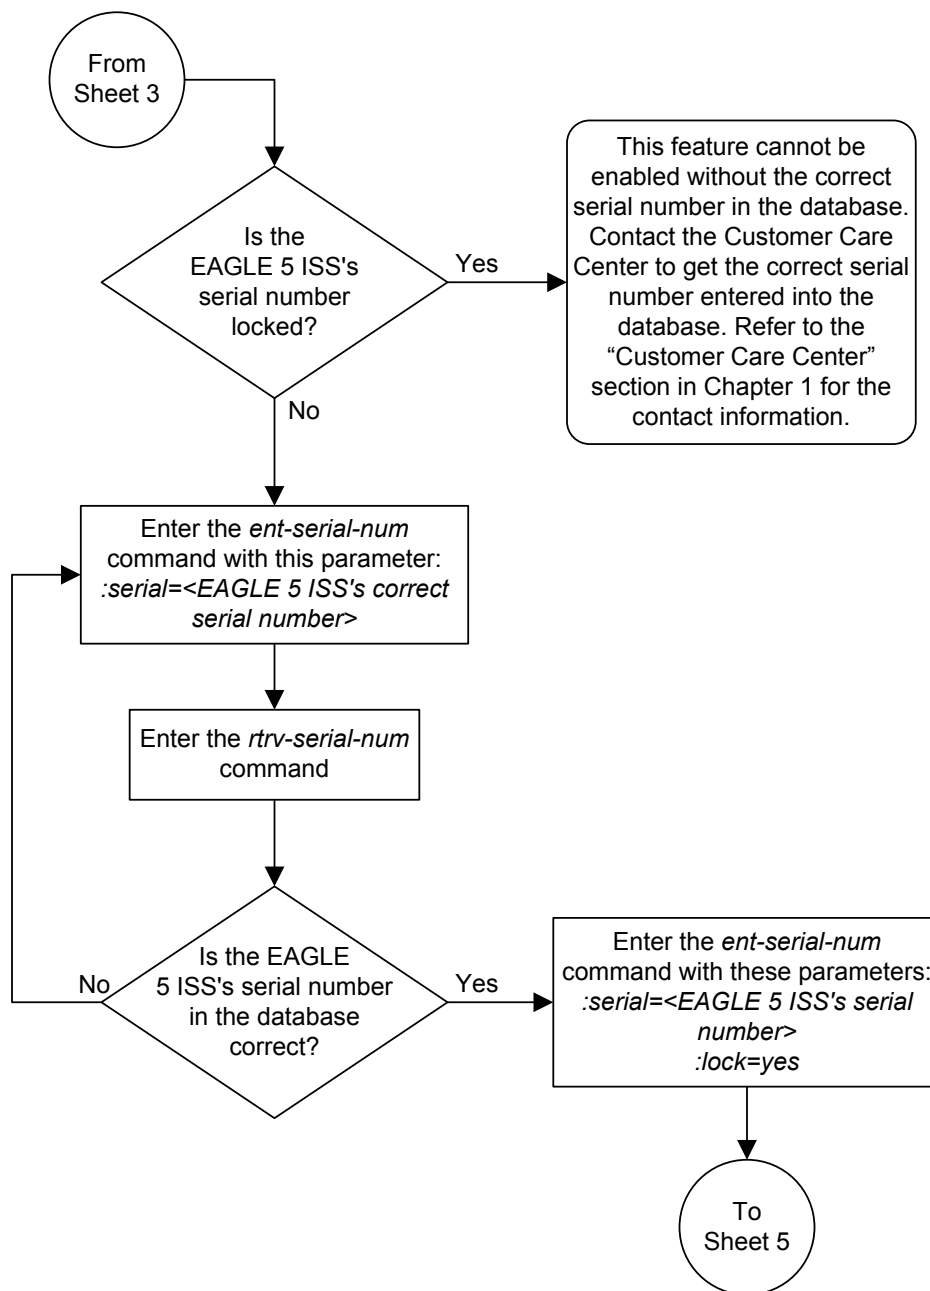 From
Sheet 3
Is the
EAGLE 5 ISS's
serial number
locked?
Yes
This feature cannot be
enabled without the correct
serial number in the database.
Contact the Customer Care
Center to get the correct serial
number entered into the
database. Refer to the
“Customer Care Center”
section in Chapter 1 for the
contact information.
No
Enter the ent-serial-num
command with this parameter:
:serial=<EAGLE 5 ISS's correct
serial number>
Enter the rtrv-serial-num
command
Is the EAGLE
5 ISS's serial number
in the database
correct?
No
Yes
Enter the ent-serial-num
command with these parameters:
:serial=<EAGLE 5 ISS's serial
number>
:lock=yes
To
Sheet 5